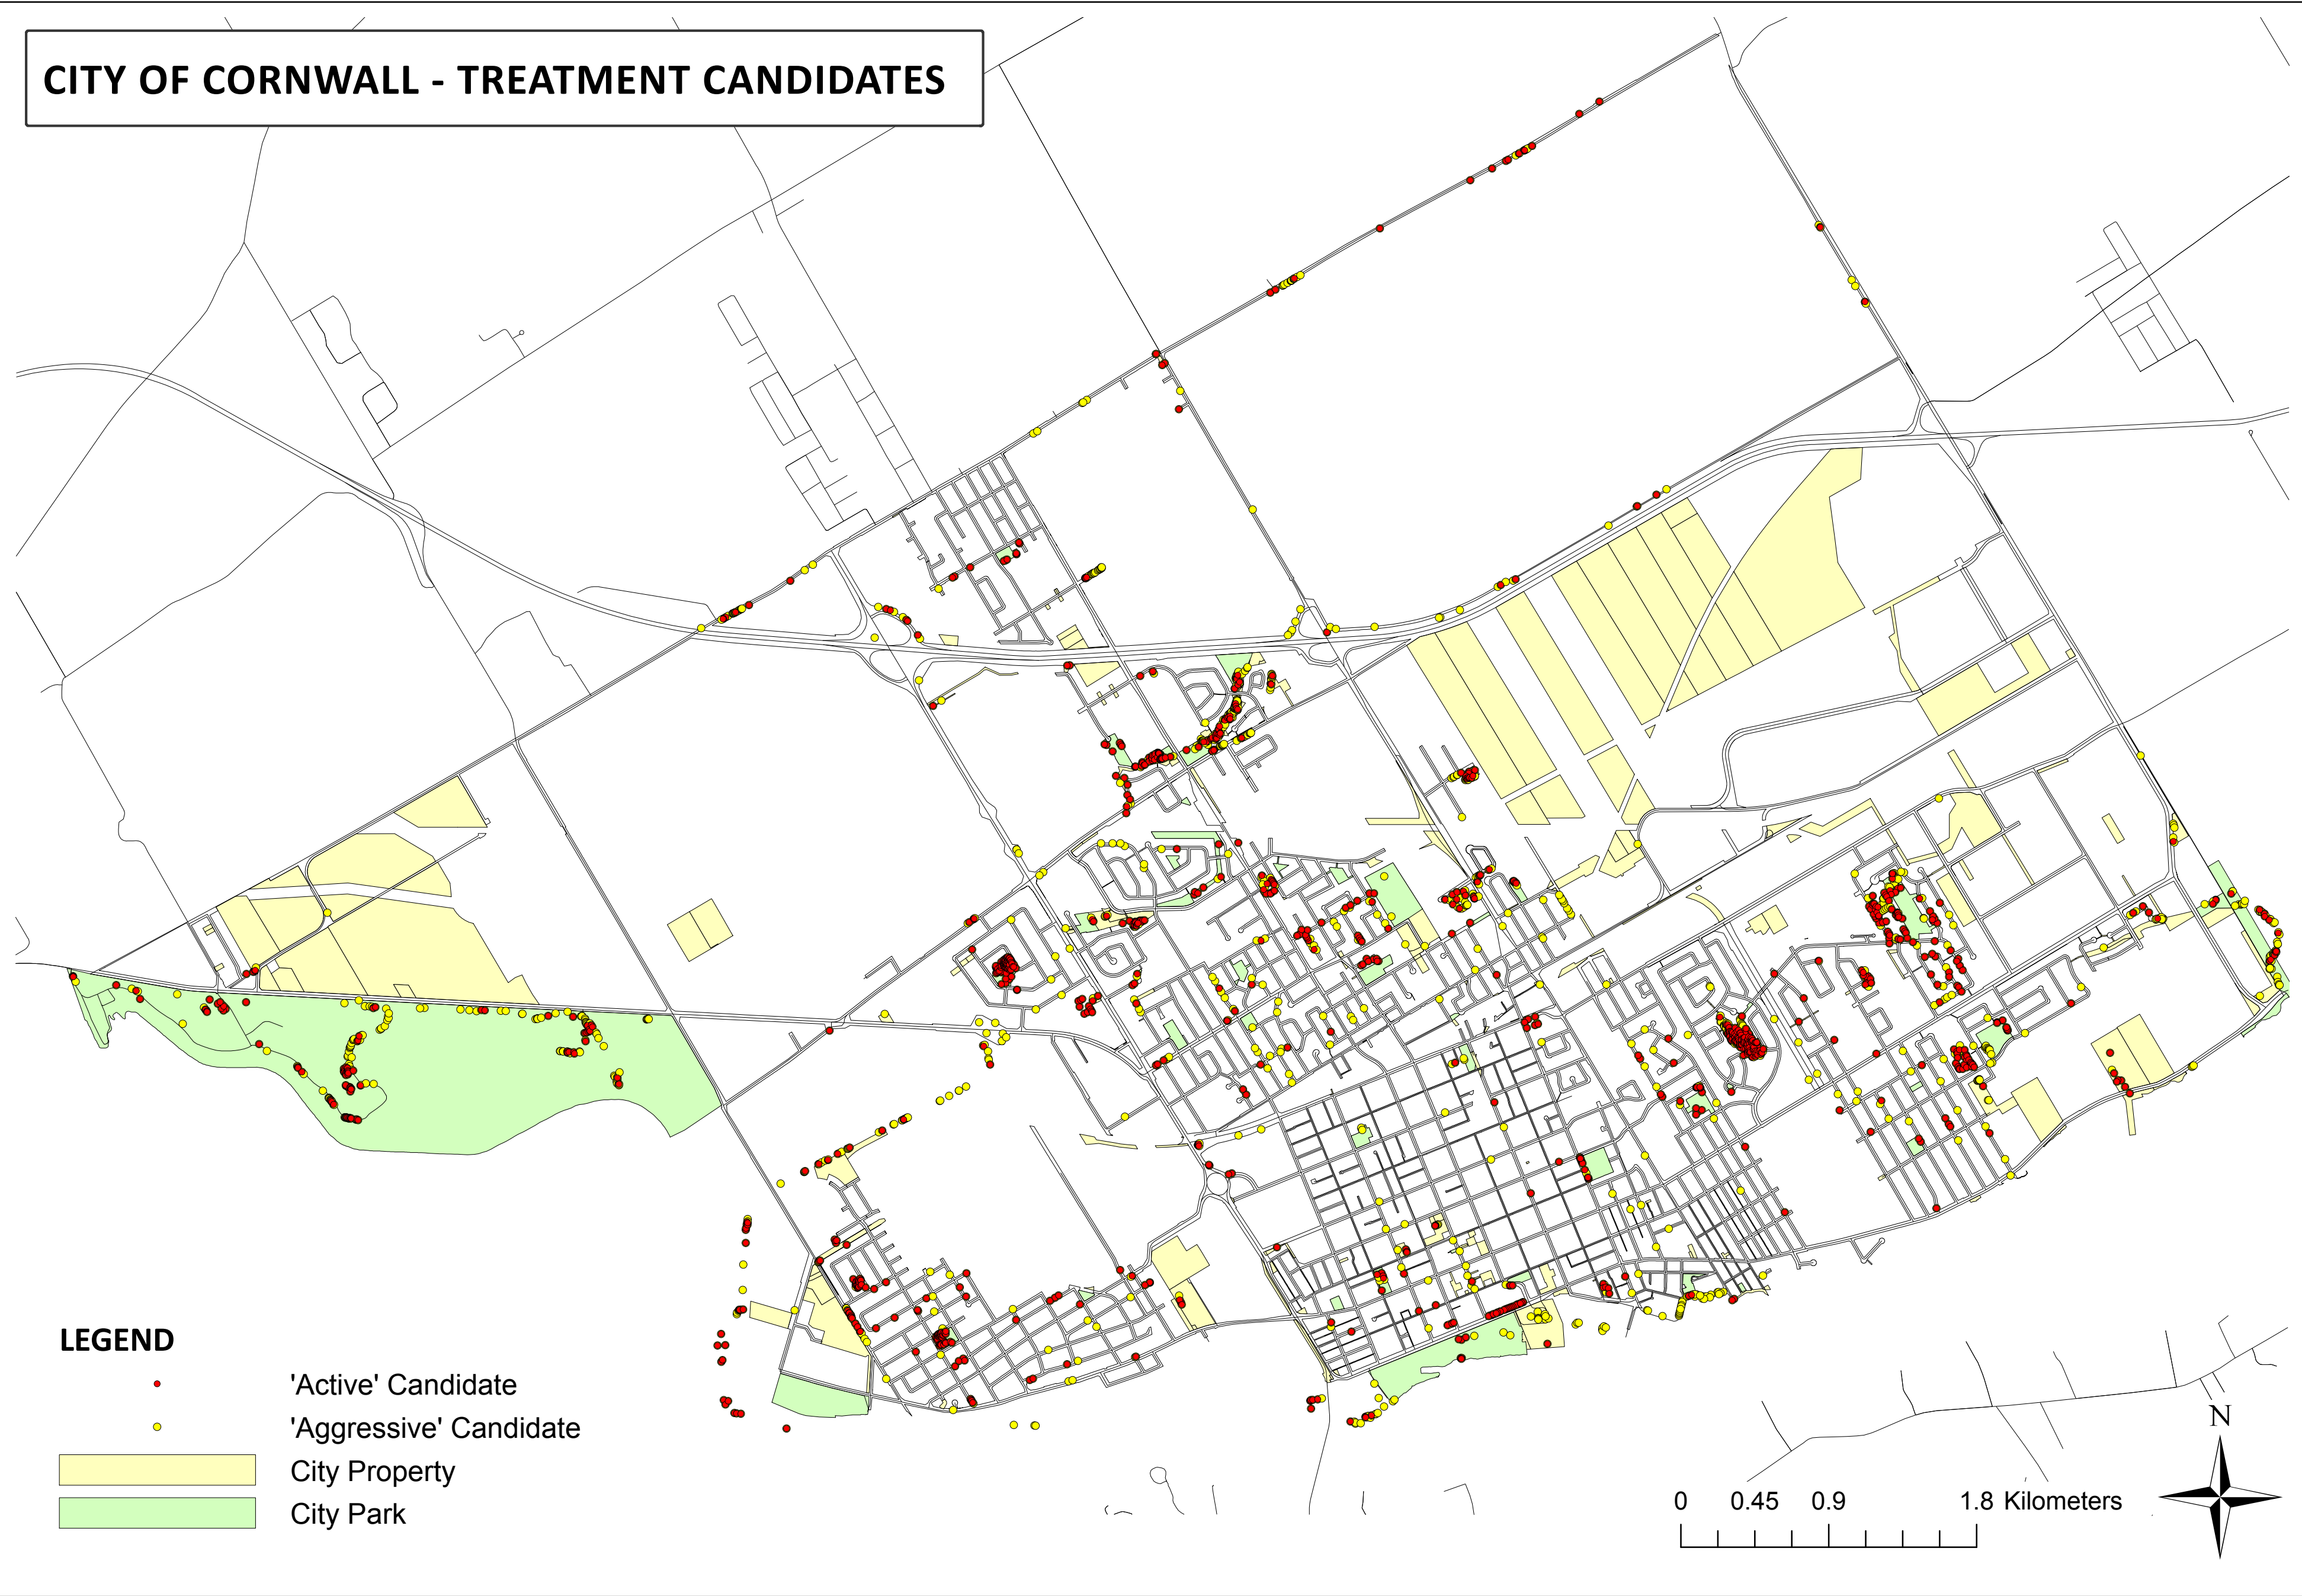 CITY OF CORNWALL - TREATMENT CANDIDATES
LEGEND
'Active' Candidate
'Aggressive' Candidate
City Property
City Park
N
0 0.45 0.9 1.8 Kilometers